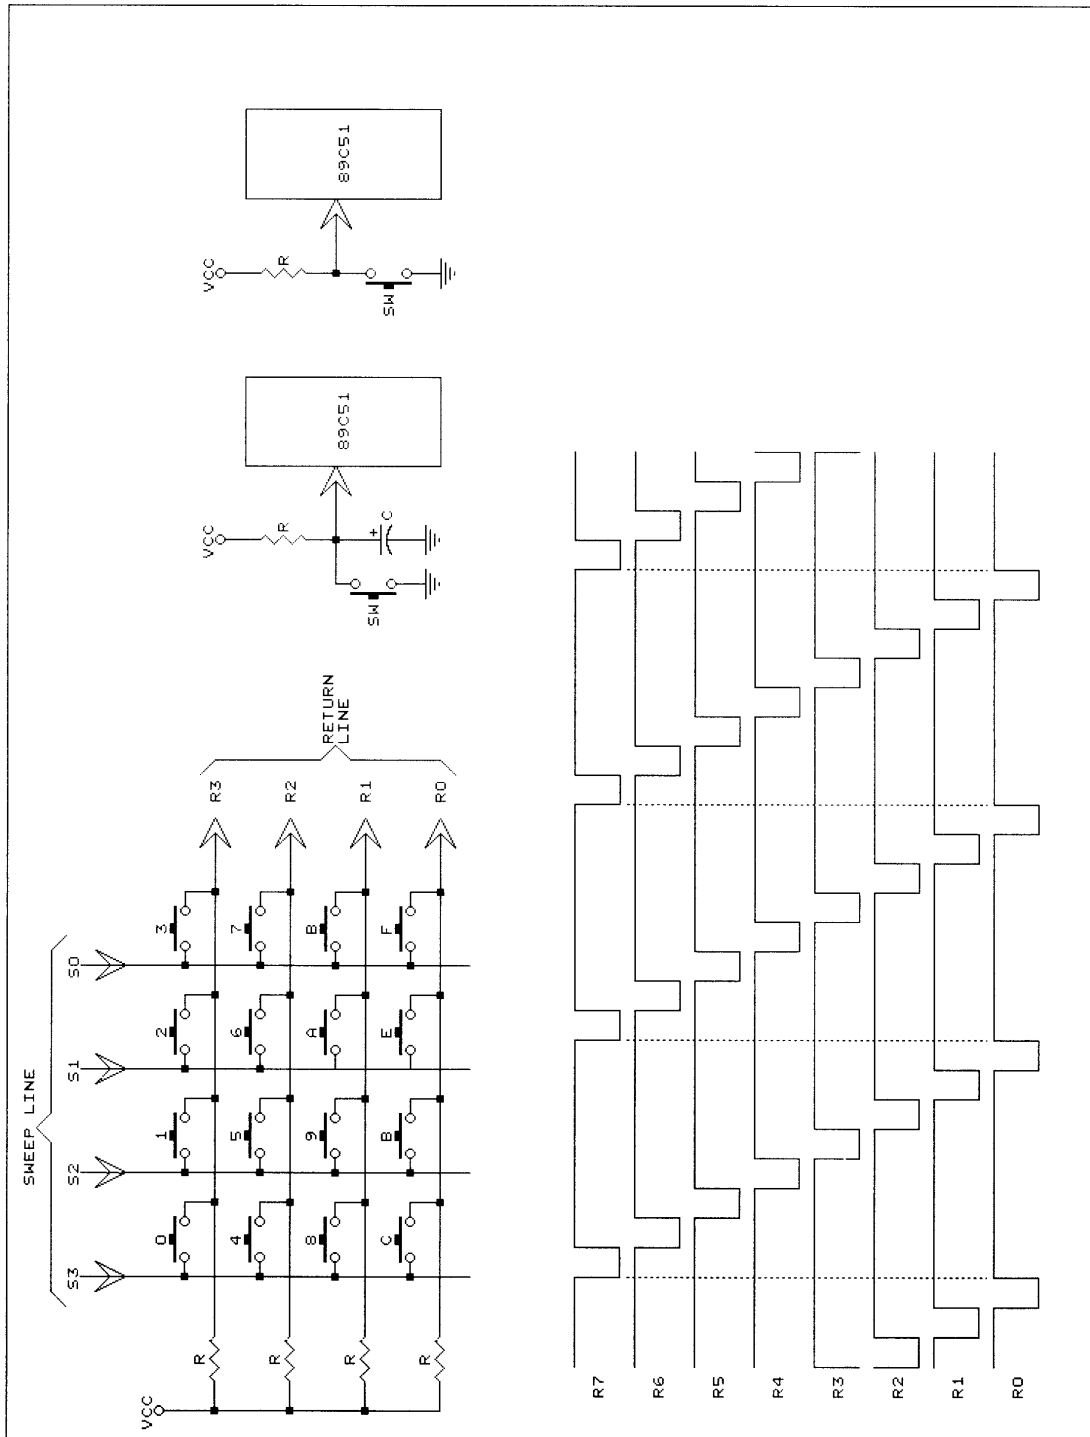 SWEEP LINE
S3
S2
S1
S0
VCC
R
0
1
2
3
R3
R
4
5
6
7
R2
R
8
9
A
B
R1
R
C
B
E
F
R0
RETURN
LINE
VCC
R
SW
+
C
89C51
VCC
R
SW
89C51
R7
R6
R5
R4
R3
R2
R1
R0